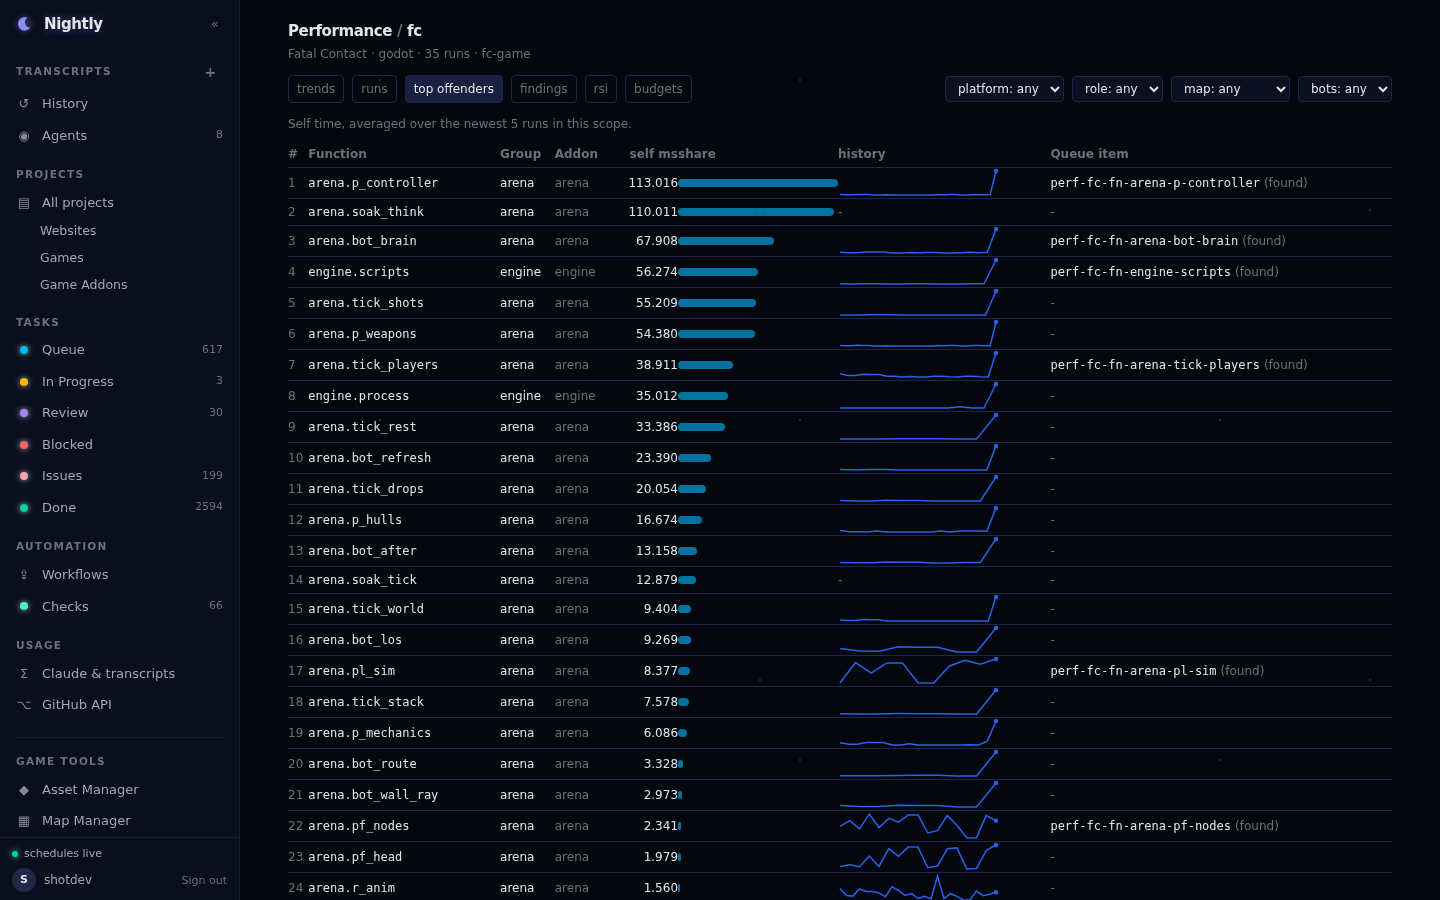 Nightly
«
TRANSCRIPTS
+
History
Agents 8
PROJECTS
All projects
Websites
Games
Game Addons
TASKS
Queue 617
In Progress 3
Review 30
Blocked
Issues 199
Done 2594
AUTOMATION
Workflows
Checks 66
USAGE
Σ Claude & transcripts
GitHub API
GAME TOOLS
Asset Manager
Map Manager
schedules live
S shotdev Sign out
Performance / fc
Fatal Contact · godot · 35 runs · fc-game
trends runs top offenders findings rsi budgets
platform: any role: any map: any bots: any
Self time, averaged over the newest 5 runs in this scope.
# Function Group Addon self ms share history Queue item
1 arena.p_controller arena arena 113.016 perf-fc-fn-arena-p-controller (found)
2 arena.soak_think arena arena 110.011 - -
3 arena.bot_brain arena arena 67.908 perf-fc-fn-arena-bot-brain (found)
4 engine.scripts engine engine 56.274 perf-fc-fn-engine-scripts (found)
5 arena.tick_shots arena arena 55.209 -
6 arena.p_weapons arena arena 54.380 -
7 arena.tick_players arena arena 38.911 perf-fc-fn-arena-tick-players (found)
8 engine.process engine engine 35.012 -
9 arena.tick_rest arena arena 33.386 -
10 arena.bot_refresh arena arena 23.390 -
11 arena.tick_drops arena arena 20.054 -
12 arena.p_hulls arena arena 16.674 -
13 arena.bot_after arena arena 13.158 -
14 arena.soak_tick arena arena 12.879 - -
15 arena.tick_world arena arena 9.404 -
16 arena.bot_los arena arena 9.269 -
17 arena.pl_sim arena arena 8.377 perf-fc-fn-arena-pl-sim (found)
18 arena.tick_stack arena arena 7.578 -
19 arena.p_mechanics arena arena 6.086 -
20 arena.bot_route arena arena 3.328 -
21 arena.bot_wall_ray arena arena 2.973 -
22 arena.pf_nodes arena arena 2.341 perf-fc-fn-arena-pf-nodes (found)
23 arena.pf_head arena arena 1.979 -
24 arena.r_anim arena arena 1.560 -